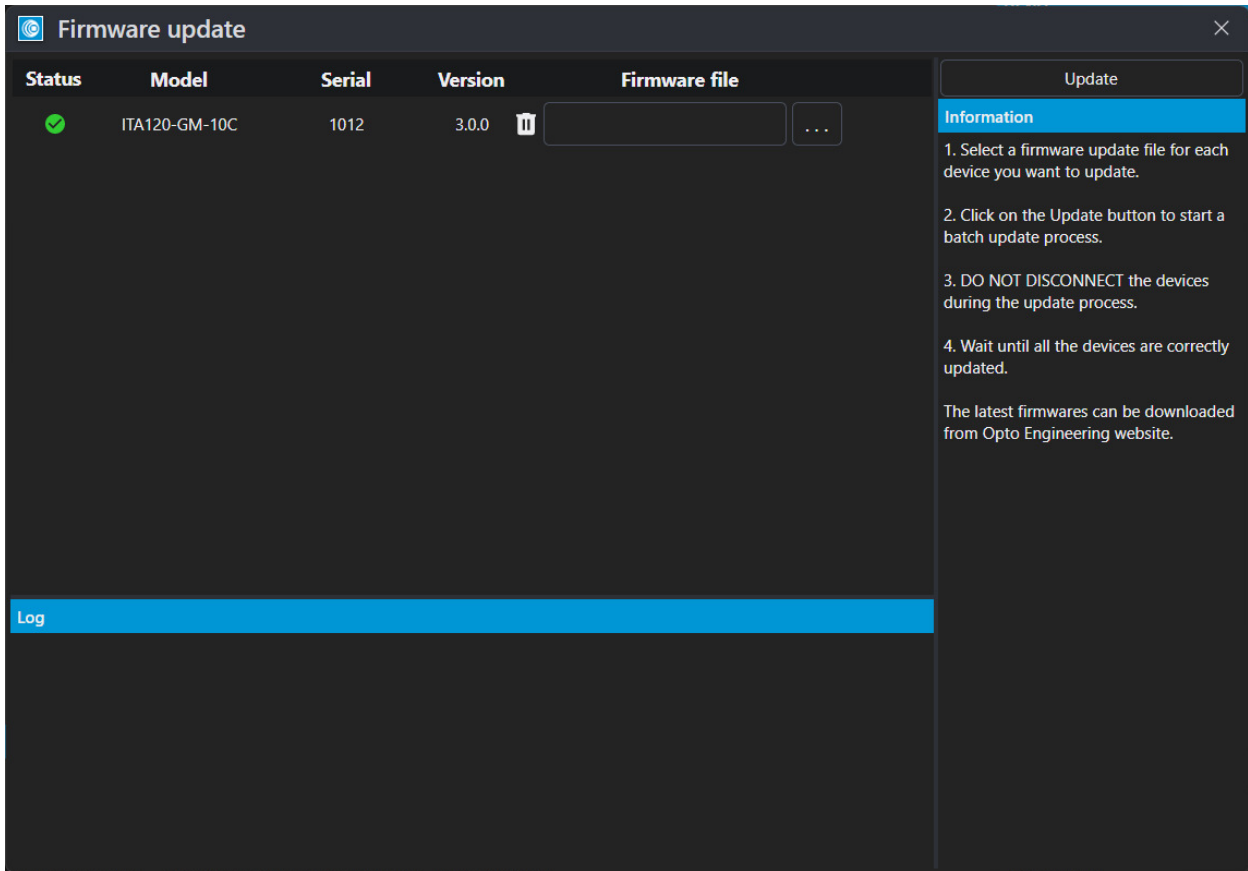 Firmware update
Status Model Serial Version Firmware file
ITA120-GM-10C 1012 3.0.0 ...
Update
Information
1. Select a firmware update file for each
device you want to update.
2. Click on the Update button to start a
batch update process.
3. DO NOT DISCONNECT the devices
during the update process.
4. Wait until all the devices are correctly
updated.
The latest firmwares can be downloaded
from Opto Engineering website.
Log